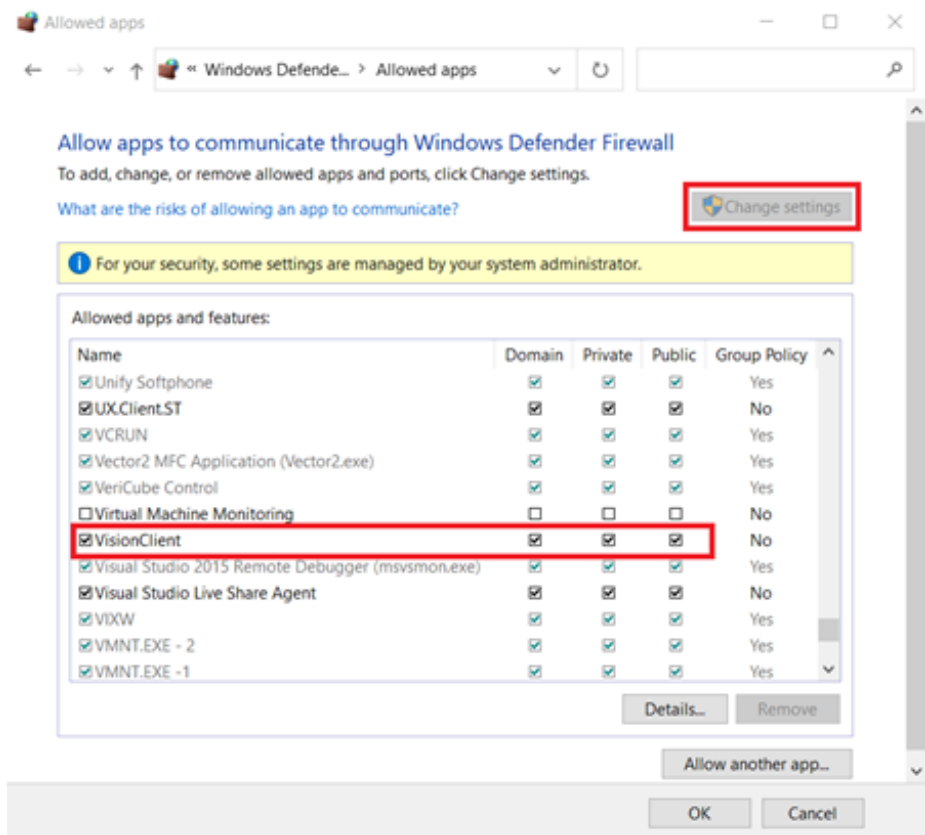 Allowed apps
« Windows Defende... > Allowed apps
Allow apps to communicate through Windows Defender Firewall
To add, change, or remove allowed apps and ports, click Change settings.
What are the risks of allowing an app to communicate?
Change settings
For your security, some settings are managed by your system administrator.
Allowed apps and features:
Name Domain Private Public Group Policy
Unify Softphone Yes
UX.Client.ST No
VCRUN Yes
Vector2 MFC Application (Vector2.exe) Yes
VeriCube Control Yes
Virtual Machine Monitoring No
VisionClient No
Visual Studio 2015 Remote Debugger (msvsmon.exe) Yes
Visual Studio Live Share Agent No
VIXW Yes
VMNT.EXE - 2 Yes
VMNT.EXE -1 Yes
Details... Remove
Allow another app...
OK Cancel